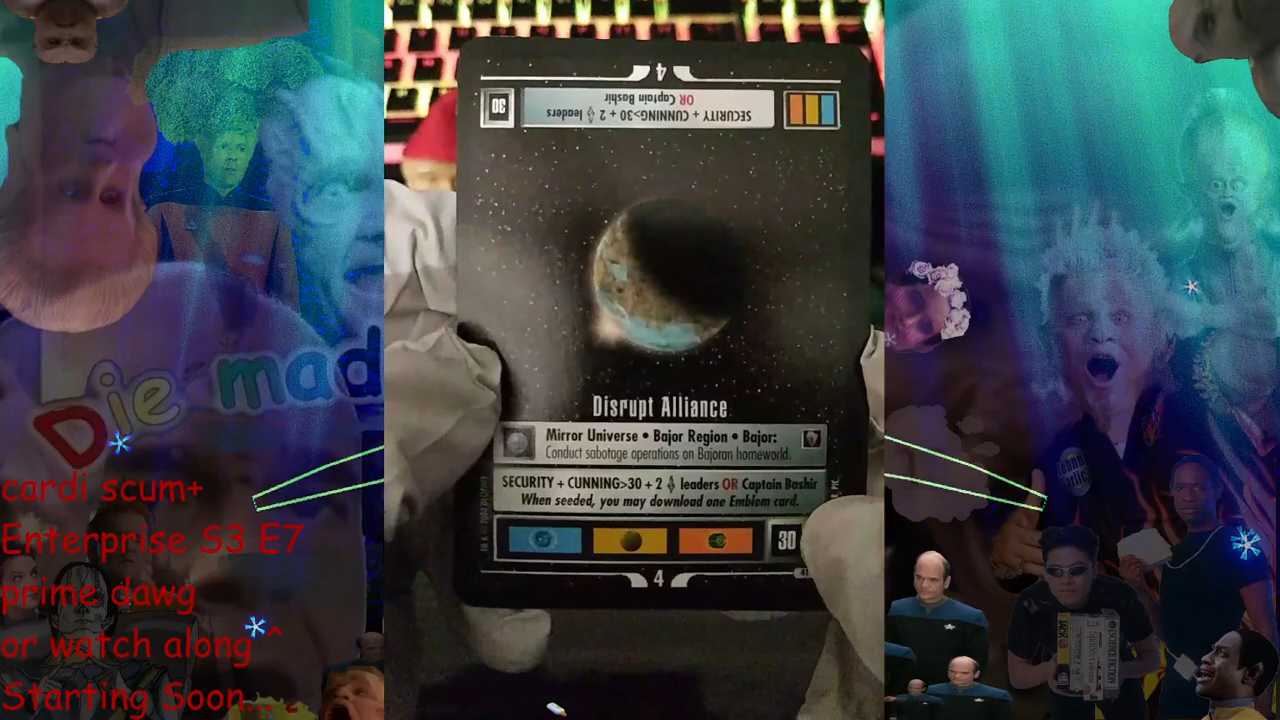 4
SECURITY + CUNNING>30 + 2 leaders
OR Captain Bashir
30
Die mad
Disrupt Alliance
Mirror Universe • Bajor Region • Bajor:
Conduct sabotage operations on Bajoran homeworld.
SECURITY + CUNNING>30 + 2 leaders OR Captain Bashir
When seeded, you may download one Emblem card.
30
4
cardi scum+
Enterprise S3 E7
prime dawg
or watch along^
Starting Soon...
SCIENCE FICTION